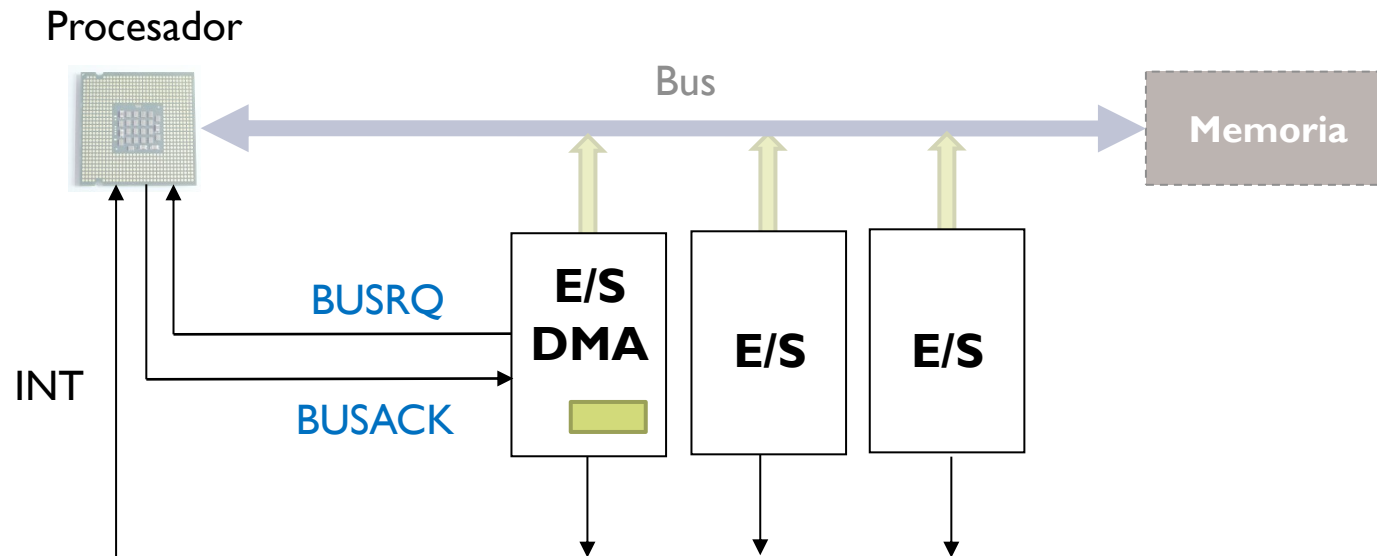 Procesador
Bus
Memoria
BUSRQ
INT
BUSACK
E/S
DMA
E/S
E/S